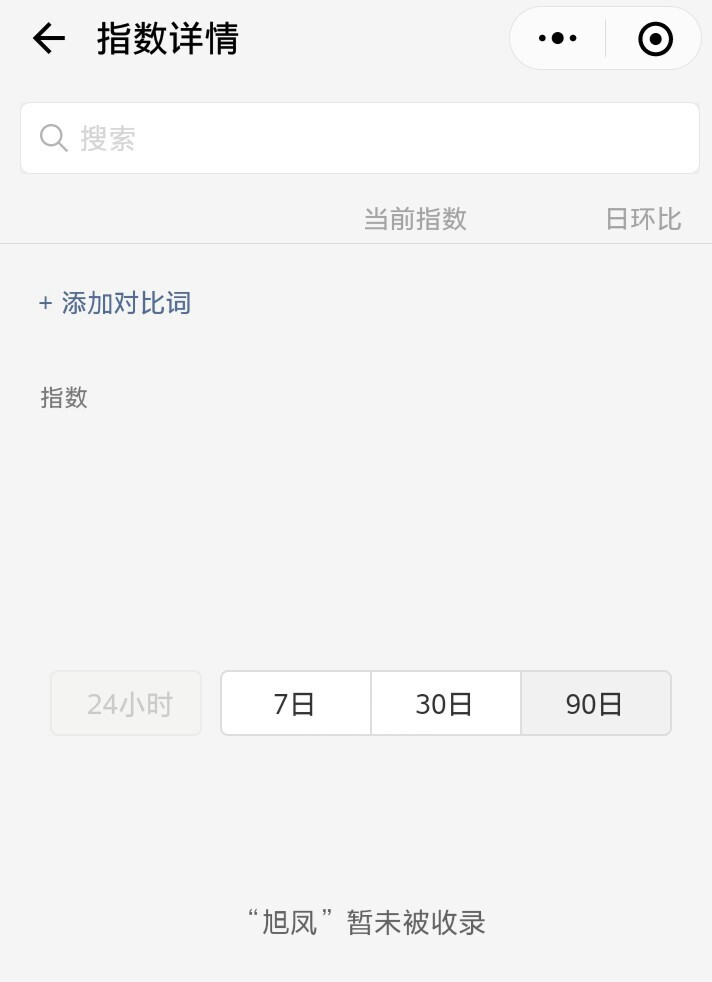 指数详情
搜索
当前指数 日环比
+ 添加对比词
指数
24小时 7日 30日 90日
“旭凤”暂未被收录